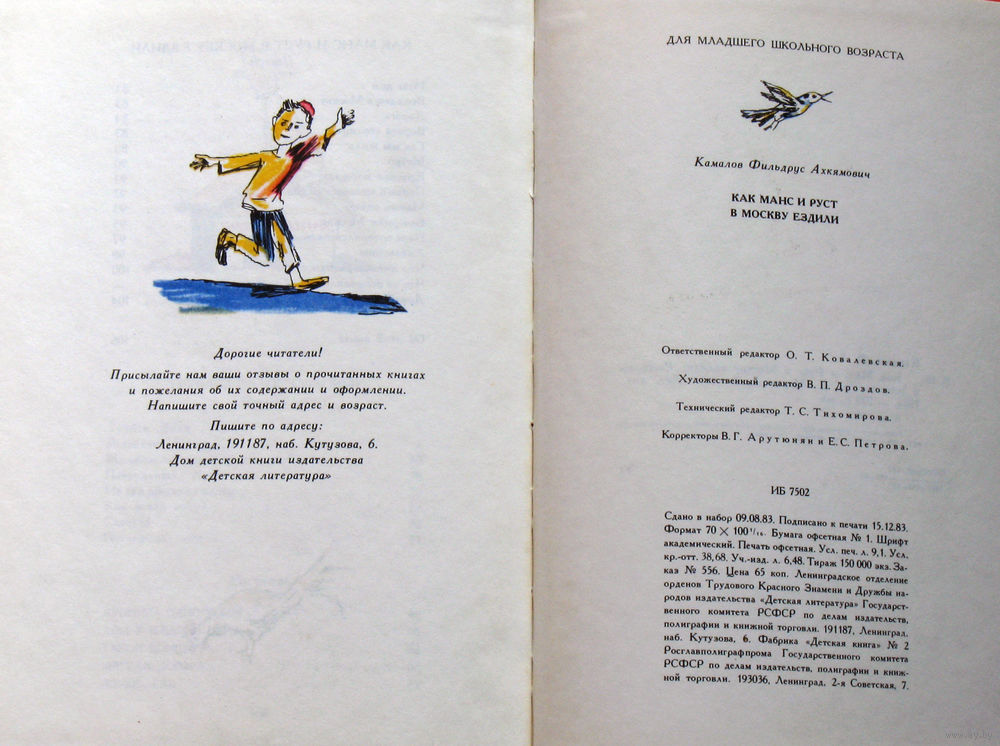 Дорогие читатели!
Присылайте нам ваши отзывы о прочитанных книгах
и пожелания об их содержании и оформлении.
Напишите свой точный адрес и возраст.
Пишите по адресу:
Ленинград, 191187, наб. Кутузова, 6.
Дом детской книги издательства
«Детская литература»
ДЛЯ МЛАДШЕГО ШКОЛЬНОГО ВОЗРАСТА
Камалов Фильдрус Ахкямович
КАК МАНС И РУСТ
В МОСКВУ ЕЗДИЛИ
Ответственный редактор О. Т. Ковалевская.
Художественный редактор В. П. Дроздов.
Технический редактор Т. С. Тихомирова.
Корректоры В. Г. Арутюнян и Е. С. Петрова.
ИБ 7502
Сдано в набор 09.08.83. Подписано к печати 15.12.83.
Формат 70 × 100 1/16. Бумага офсетная № 1. Шрифт
академический. Печать офсетная. Усл. печ. л. 9,1. Усл.
кр.-отт. 38,68. Уч.-изд. л. 6,48. Тираж 150 000 экз. За-
каз № 556. Цена 65 коп. Ленинградское отделение
орденов Трудового Красного Знамени и Дружбы на-
родов издательства «Детская литература» Государст-
венного комитета РСФСР по делам издательств,
полиграфии и книжной торговли. 191187, Ленинград,
наб. Кутузова, 6. Фабрика «Детская книга» № 2
Росглавполиграфпрома Государственного комитета
РСФСР по делам издательств, полиграфии и книж-
ной торговли. 193036, Ленинград, 2-я Советская, 7.
www.ay.by